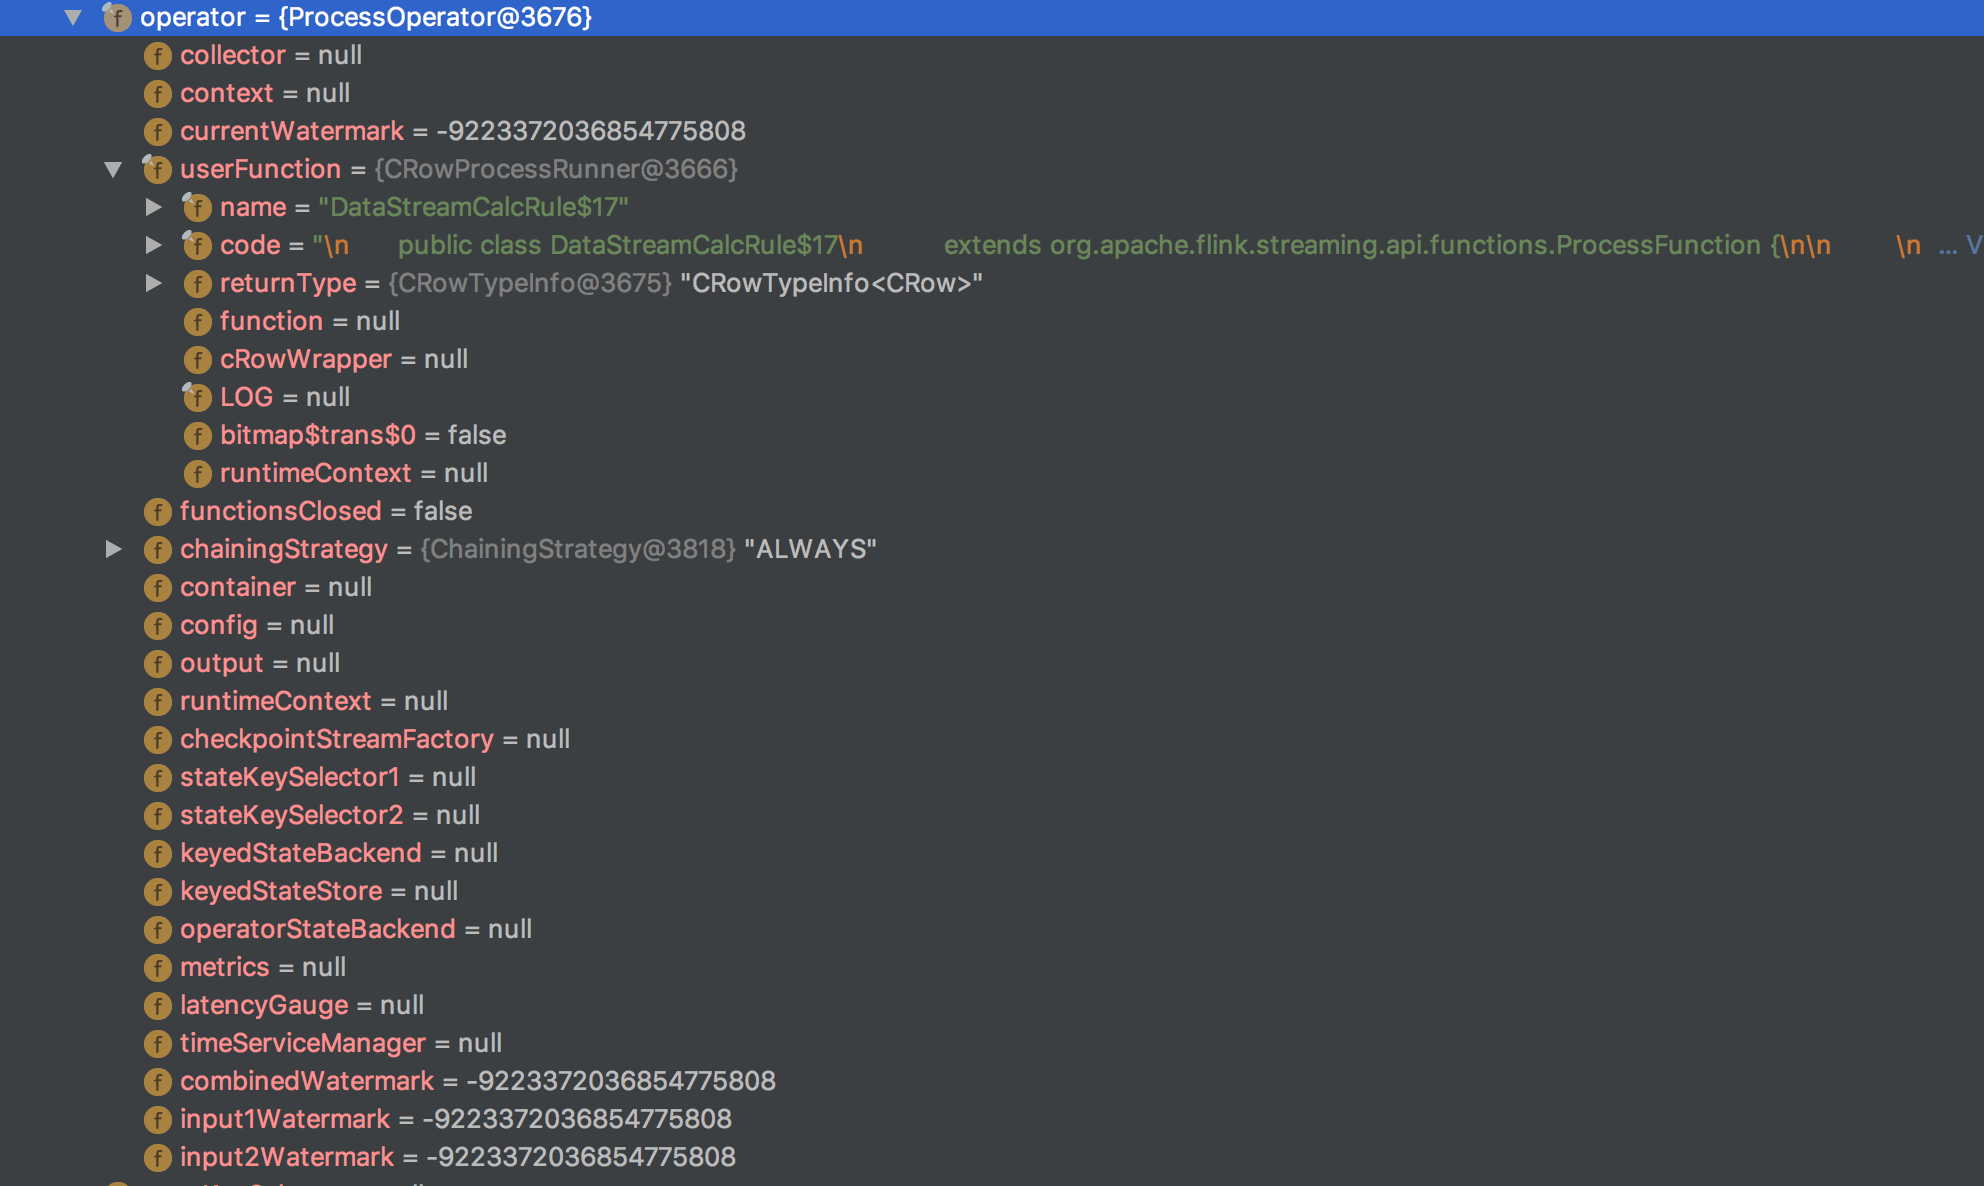 operator = {ProcessOperator@3676}
f collector = null
f context = null
f currentWatermark = -9223372036854775808
f userFunction = {CRowProcessRunner@3666}
f name = "DataStreamCalcRule$17"
f code = "\n public class DataStreamCalcRule$17\n extends org.apache.flink.streaming.api.functions.ProcessFunction {\n\n \n ... V
f returnType = {CRowTypeInfo@3675} "CRowTypeInfo<CRow>"
f function = null
f cRowWrapper = null
f LOG = null
f bitmap$trans$0 = false
f runtimeContext = null
f functionsClosed = false
f chainingStrategy = {ChainingStrategy@3818} "ALWAYS"
f container = null
f config = null
f output = null
f runtimeContext = null
f checkpointStreamFactory = null
f stateKeySelector1 = null
f stateKeySelector2 = null
f keyedStateBackend = null
f keyedStateStore = null
f operatorStateBackend = null
f metrics = null
f latencyGauge = null
f timeServiceManager = null
f combinedWatermark = -9223372036854775808
f input1Watermark = -9223372036854775808
f input2Watermark = -9223372036854775808